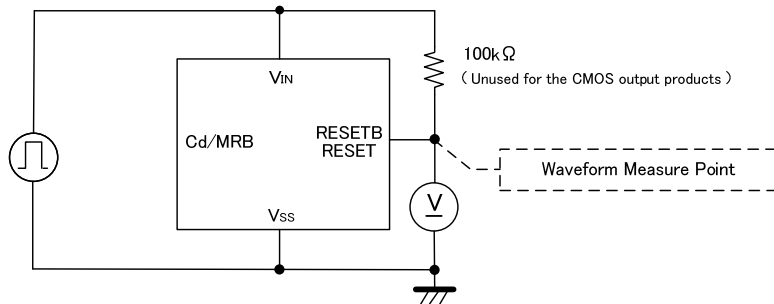 100kΩ
（Unused for the CMOS output products）
VIN
Cd/MRB
RESETB
RESET
Waveform Measure Point
V
VSS